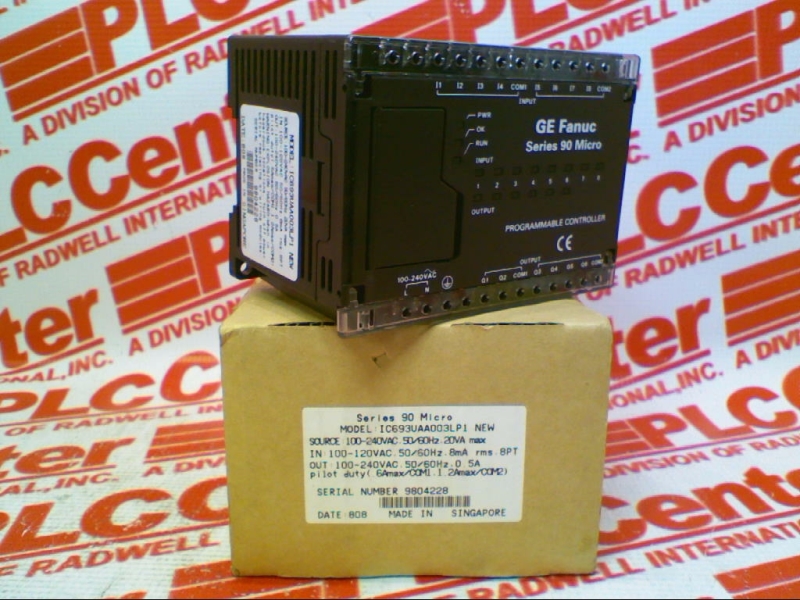 PLCCenter
A DIVISION OF RADWELL INTERNATIONAL, INC.
I1 I2 I3 I4 COM1 I5 I6 I7 I8 COM2
INPUT
PWR
OK
RUN
GE Fanuc
Series 90 Micro
INPUT
1 2 3 4 5 6 7 8
OUTPUT
PROGRAMMABLE CONTROLLER
CE
100-240VAC
N
OUTPUT
Q1 Q2 COM1 Q3 Q4 Q5 Q6 COM2
MODEL IC693UAA003LP1 NEW
Series 90 Micro
MODEL:IC693UAA003LP1 NEW
SOURCE 100-240VAC.50/60Hz.20VA max
IN:100-120VAC.50/60Hz.8mA rms.8PT
OUT:100-240VAC.50/60Hz.0.5A
pilot duty(.6Amax/COM1.1.2Amax/COM2)
SERIAL NUMBER 9804228
DATE:808 MADE IN SINGAPORE